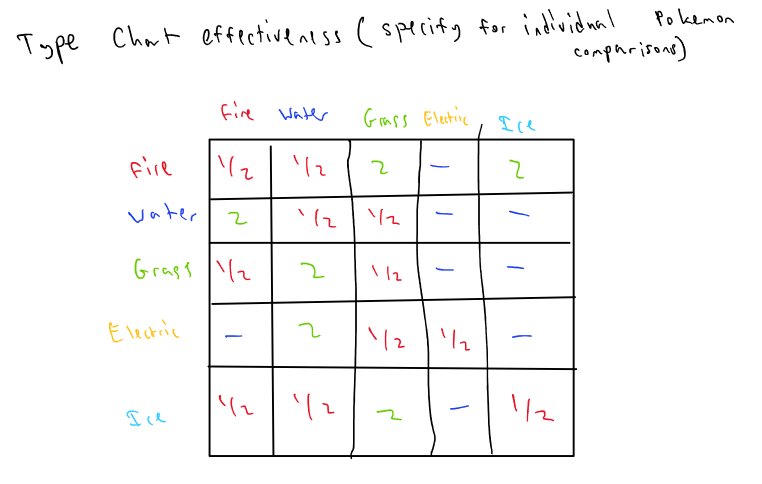 Type Chart effectiveness (specify for individual Pokemon
comparisons)
Fire Water Grass Electric Ice
Fire 1/2 1/2 2 - 2
Water 2 1/2 1/2 - -
Grass 1/2 2 1/2 - -
Electric - 2 1/2 1/2 -
Ice 1/2 1/2 2 - 1/2